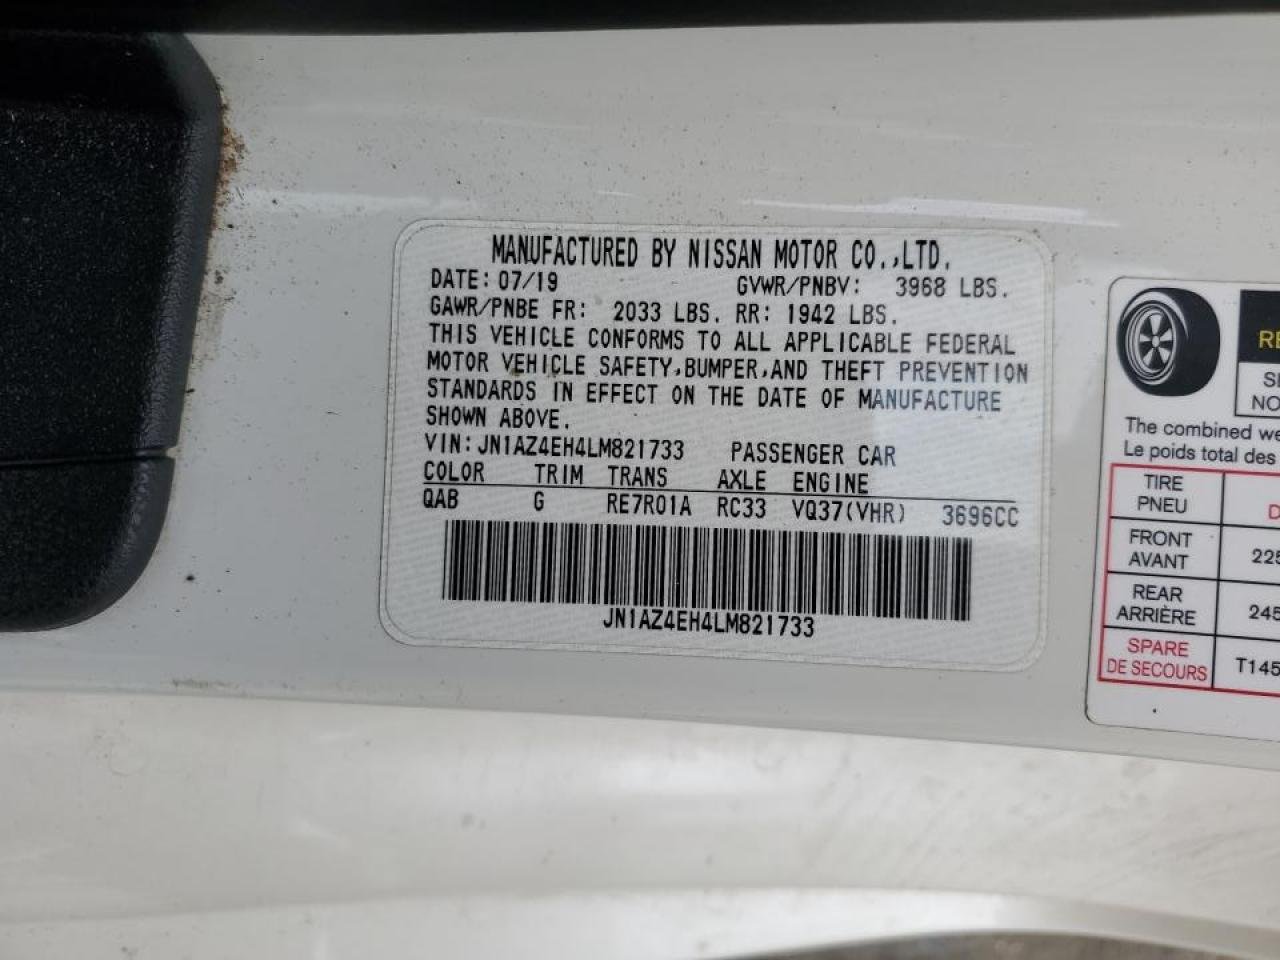 MANUFACTURED BY NISSAN MOTOR CO.,LTD.
DATE: 07/19 GVWR/PNBV: 3968 LBS.
GAWR/PNBE FR: 2033 LBS. RR: 1942 LBS.
THIS VEHICLE CONFORMS TO ALL APPLICABLE FEDERAL
MOTOR VEHICLE SAFETY,BUMPER,AND THEFT PREVENTION
STANDARDS IN EFFECT ON THE DATE OF MANUFACTURE
SHOWN ABOVE.
VIN:JN1AZ4EH4LM821733 PASSENGER CAR
COLOR TRIM TRANS AXLE ENGINE
QAB G RE7R01A RC33 VQ37(VHR) 3696CC
JN1AZ4EH4LM821733
The combined
Le poids total des
TIRE
PNEU
FRONT
AVANT
225
REAR
ARRIÈRE
245
SPARE
DE SECOURS
T145